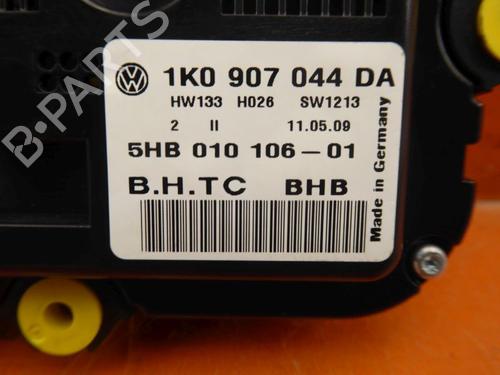 B-PARTS
1K0 907 044 DA
HW133 H026 SW1213
2 II 11.05.09
5HB 010 106-01
B.H.TC BHB
Made in Germany